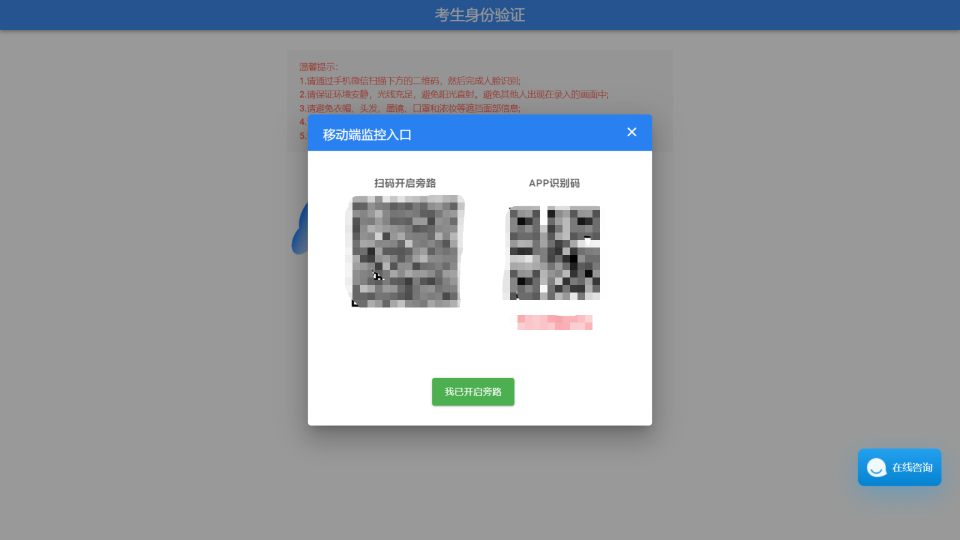 考生身份验证
温馨提示:
1.请通过手机微信扫描下方的二维码，然后完成人脸识别;
2.请保证环境安静，光线充足，避免阳光直射，避免其他人出现在录入的画面中;
3.请避免衣帽、头发、墨镜、口罩和浓妆等遮挡面部信息;
4.
5.
移动端监控入口
扫码开启旁路
APP识别码
我已开启旁路
在线咨询